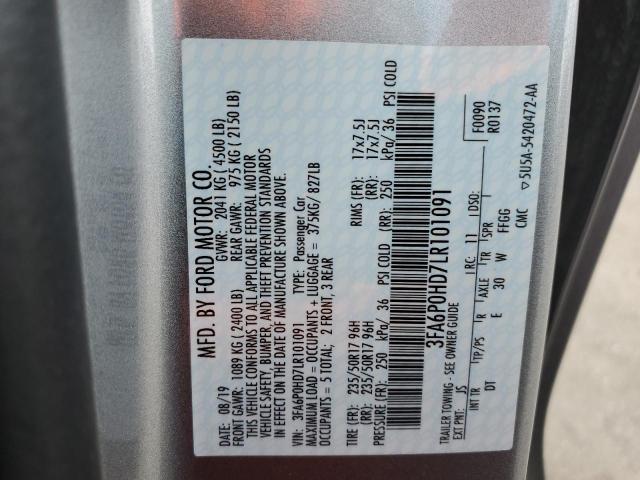 MFD. BY FORD MOTOR CO.
DATE: 08/19 GVWR: 2041 KG (4500 LB)
FRONT GAWR: 1089 KG (2400LB) REAR GAWR: 975 KG (2150 LB)
THIS VEHICLE CONFORMS TO ALL APPLICABLE FEDERAL MOTOR
VEHICLE SAFETY, BUMPER, AND THEFT PREVENTION STANDARDS
IN EFFECT ON THE DATE OF MANUFACTURE SHOWN ABOVE.
VIN: 3FA6P0HD7LR101091 TYPE: Passenger Car
MAXIMUM LOAD = OCCUPANTS + LUGGAGE = 375KG/ 827LB
OCCUPANTS = 5 TOTAL; 2 FRONT, 3 REAR
TIRE (FR): 235/50R17 96H RIMS (FR): 17x7.5J
(RR): 235/50R17 96H (RR): 17x7.5J
PRESSURE (FR): 250 kPa/ 36 PSI COLD (RR): 250 kPa/ 36 PSI COLD
3FA6P0HD7LR101091
TRAILER TOWING - SEE OWNER GUIDE
F0090
R0137
EXT PNT: JS RC: 11 DSO:
INT TR TP/PS R AXLE TR SPR
DT E 30 W FFGG
CMC ▽5U5A-5420472-AA